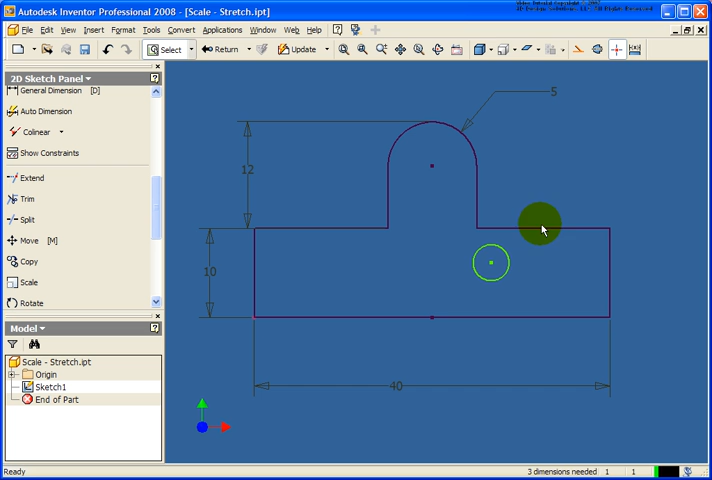 Autodesk Inventor Professional 2008 - [Scale - Stretch.ipt]
File Edit View Insert Format Tools Convert Applications Window Web Help
Select Return Update
2D Sketch Panel
General Dimension [D]
Auto Dimension
Colinear
Show Constraints
Extend
Trim
Split
Move [M]
Copy
Scale
Rotate
Model
Scale - Stretch.ipt
Origin
Sketch1
End of Part
5
12
10
40
Ready 3 dimensions needed 1 1